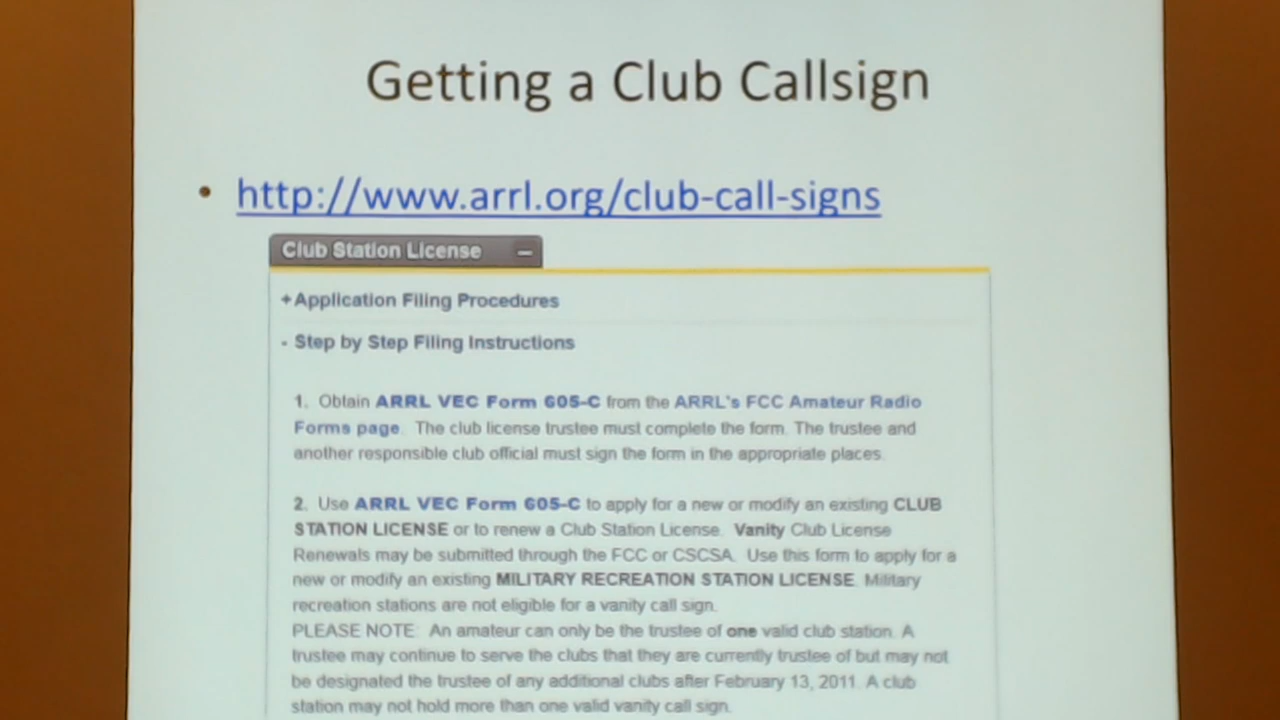 Getting a Club Callsign
• http://www.arrl.org/club-call-signs
Club Station License –
+Application Filing Procedures
- Step by Step Filing Instructions
1. Obtain ARRL VEC Form 605-C from the ARRL's FCC Amateur Radio
Forms page. The club license trustee must complete the form. The trustee and
another responsible club official must sign the form in the appropriate places.
2. Use ARRL VEC Form 605-C to apply for a new or modify an existing CLUB
STATION LICENSE or to renew a Club Station License. Vanity Club License
Renewals may be submitted through the FCC or CSCSA. Use this form to apply for a
new or modify an existing MILITARY RECREATION STATION LICENSE. Military
recreation stations are not eligible for a vanity call sign.
PLEASE NOTE: An amateur can only be the trustee of one valid club station. A
trustee may continue to serve the clubs that they are currently trustee of but may not
be designated the trustee of any additional clubs after February 13, 2011. A club
station may not hold more than one valid vanity call sign.